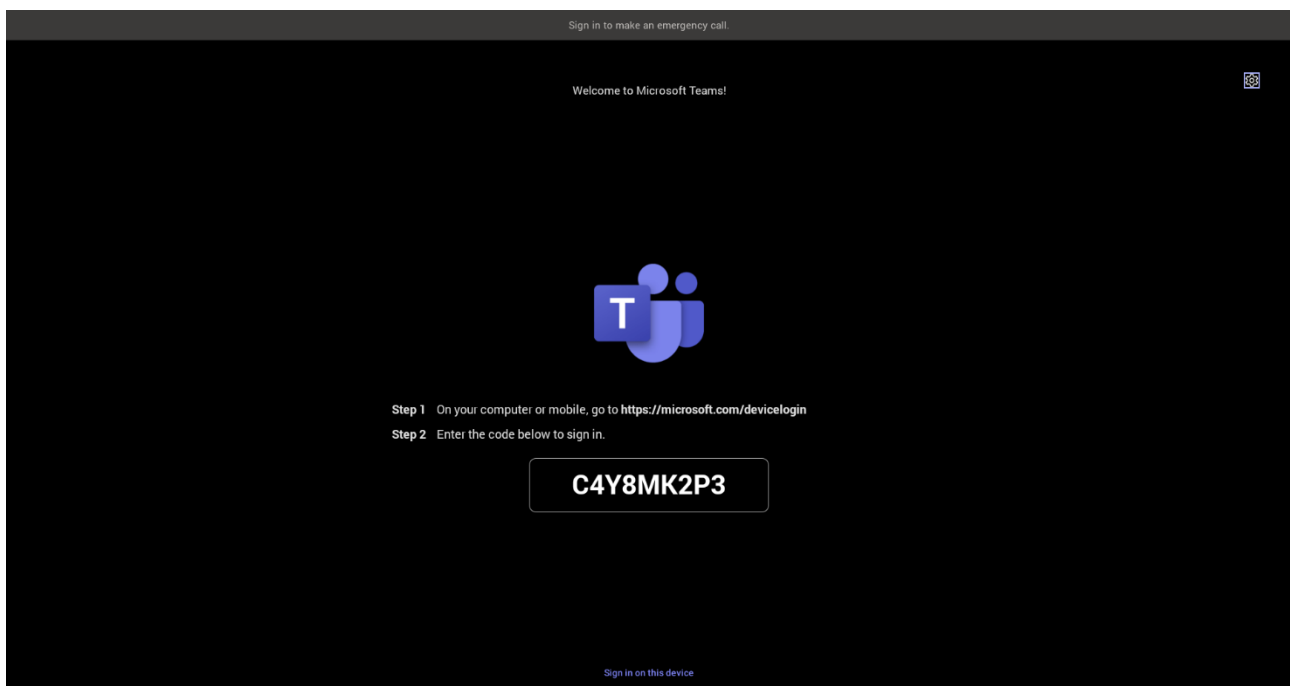 Sign in to make an emergency call.
Welcome to Microsoft Teams!
T
Step 1 On your computer or mobile, go to https://microsoft.com/devicelogin
Step 2 Enter the code below to sign in.
C4Y8MK2P3
Sign in on this device